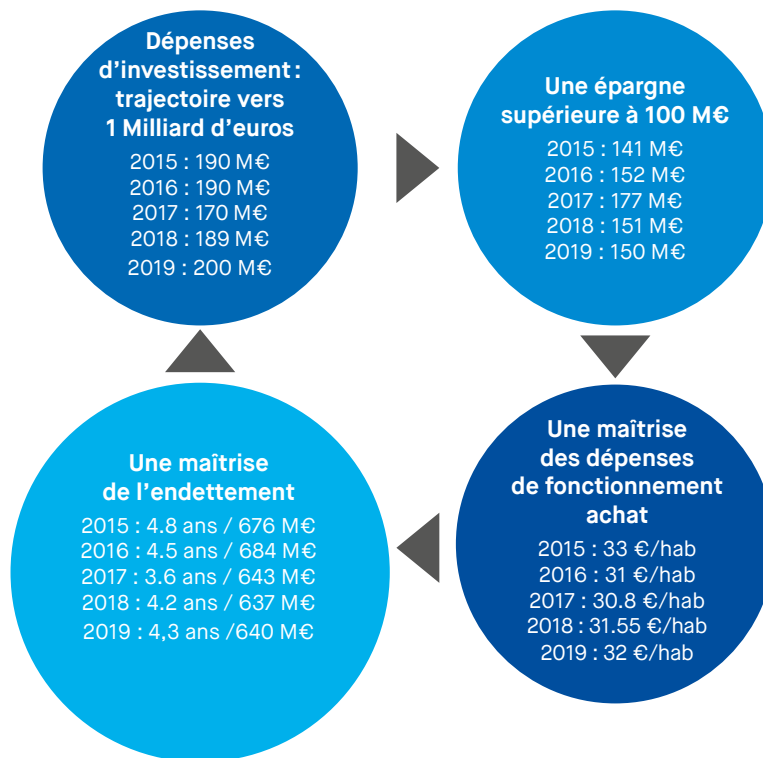 Dépenses
d’investissement :
trajectoire vers
1 Milliard d’euros
2015 : 190 M€
2016 : 190 M€
2017 : 170 M€
2018 : 189 M€
2019 : 200 M€
Une épargne
supérieure à 100 M€
2015 : 141 M€
2016 : 152 M€
2017 : 177 M€
2018 : 151 M€
2019 : 150 M€
Une maîtrise
des dépenses
de fonctionnement
achat
2015 : 33 €/hab
2016 : 31 €/hab
2017 : 30.8 €/hab
2018 : 31.55 €/hab
2019 : 32 €/hab
Une maîtrise
de l’endettement
2015 : 4.8 ans / 676 M€
2016 : 4.5 ans / 684 M€
2017 : 3.6 ans / 643 M€
2018 : 4.2 ans / 637 M€
2019 : 4,3 ans /640 M€